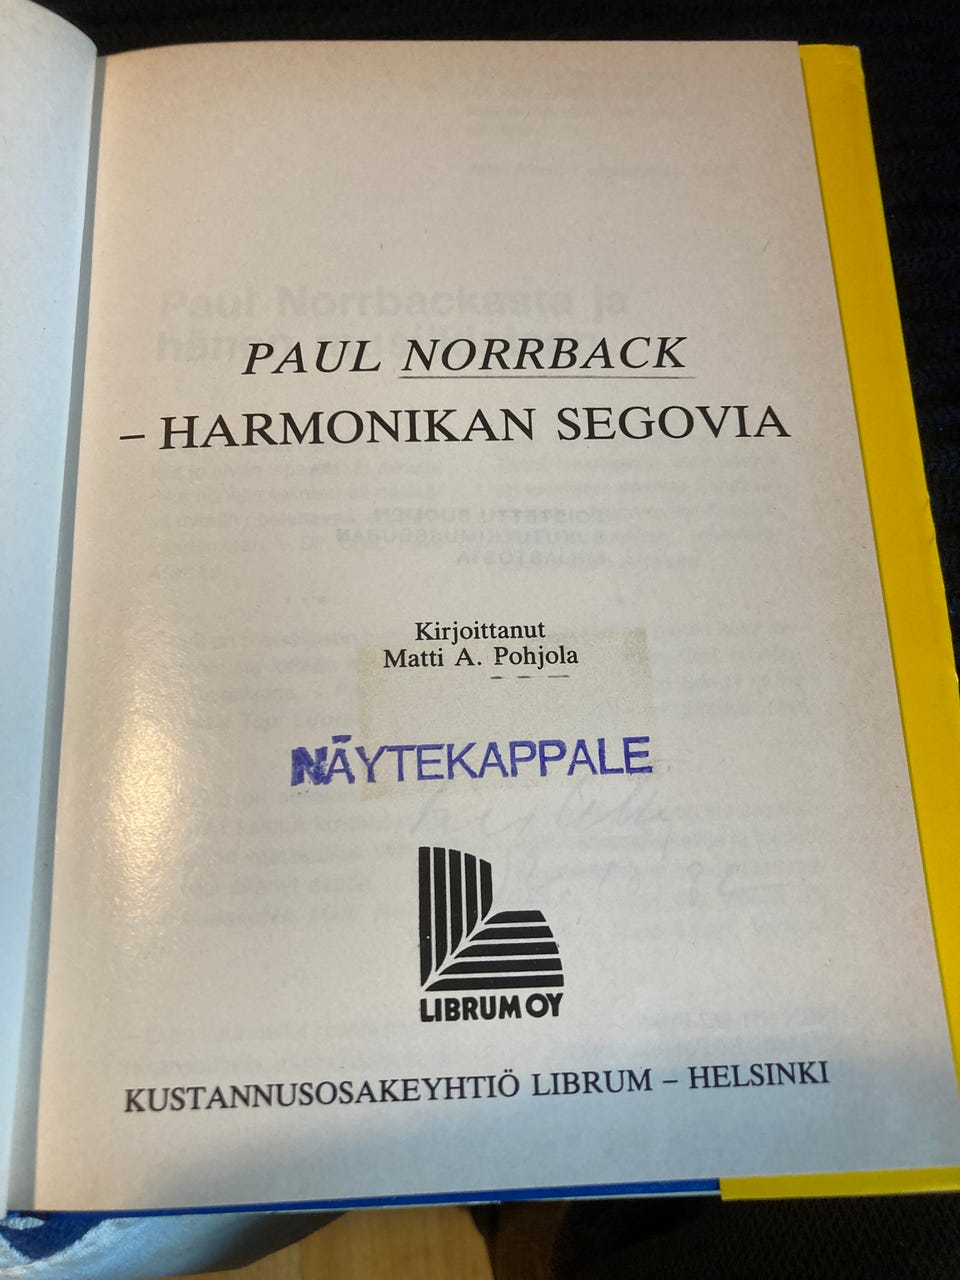 PAUL NORRBACK
– HARMONIKAN SEGOVIA
Kirjoittanut
Matti A. Pohjola
NÄYTEKAPPALE
LIBRUM OY
KUSTANNUSOSAKEYHTIÖ LIBRUM – HELSINKI